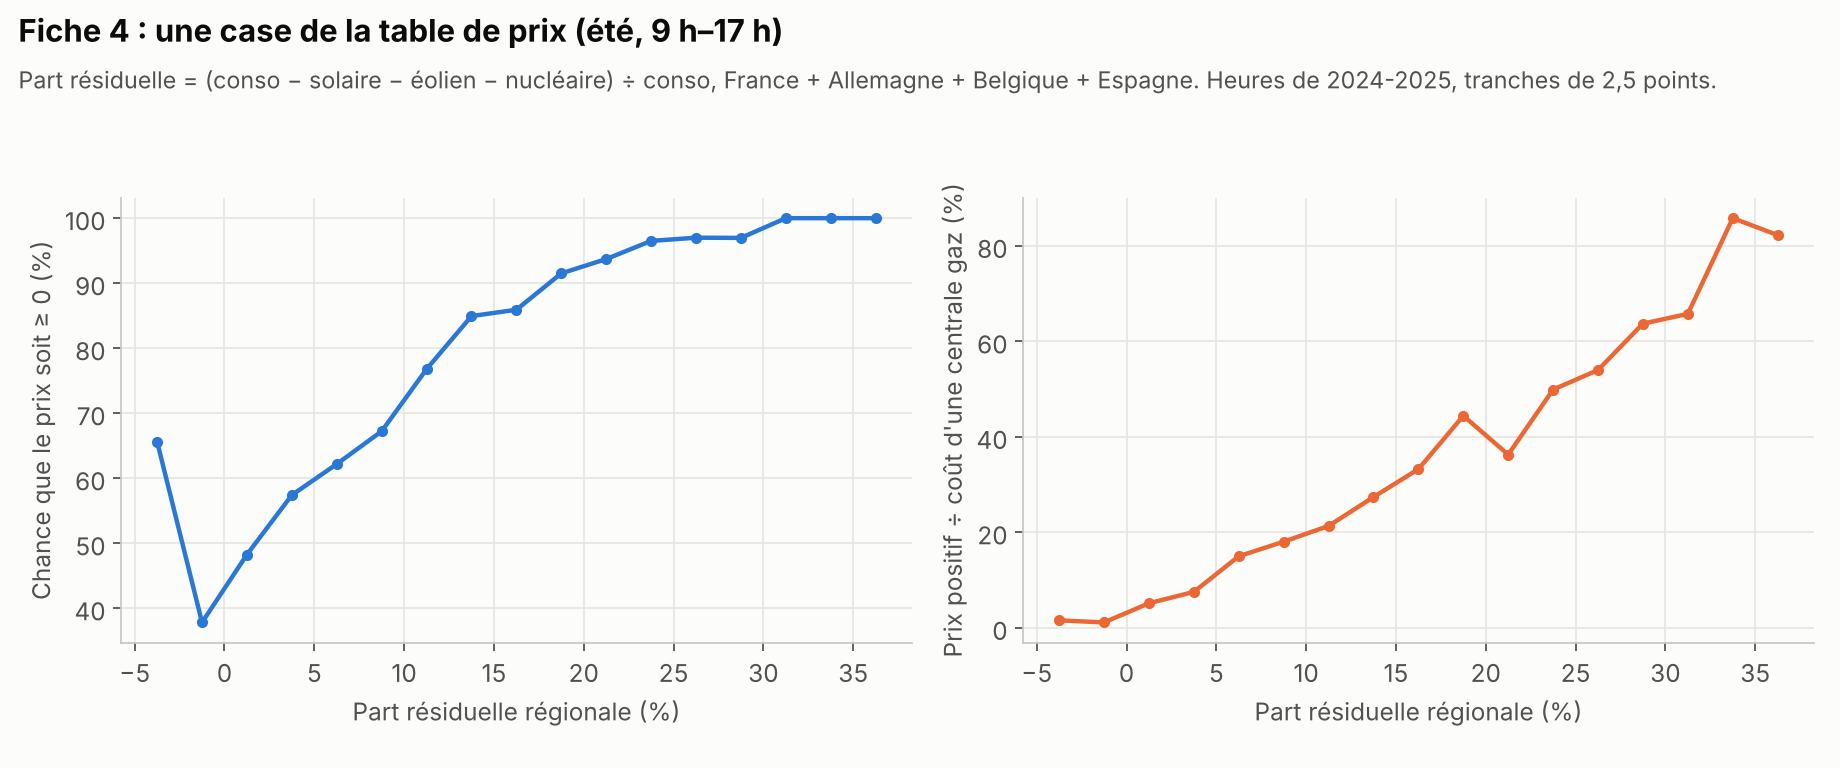 Fiche 4 : une case de la table de prix (été, 9 h–17 h)
Part résiduelle = (conso − solaire − éolien − nucléaire) ÷ conso, France + Allemagne + Belgique + Espagne. Heures de 2024-2025, tranches de 2,5 points.
Chance que le prix soit ≥ 0 (%)
100
90
80
70
60
50
40
−5 0 5 10 15 20 25 30 35
Part résiduelle régionale (%)
Prix positif ÷ coût d'une centrale gaz (%)
80
60
40
20
0
−5 0 5 10 15 20 25 30 35
Part résiduelle régionale (%)